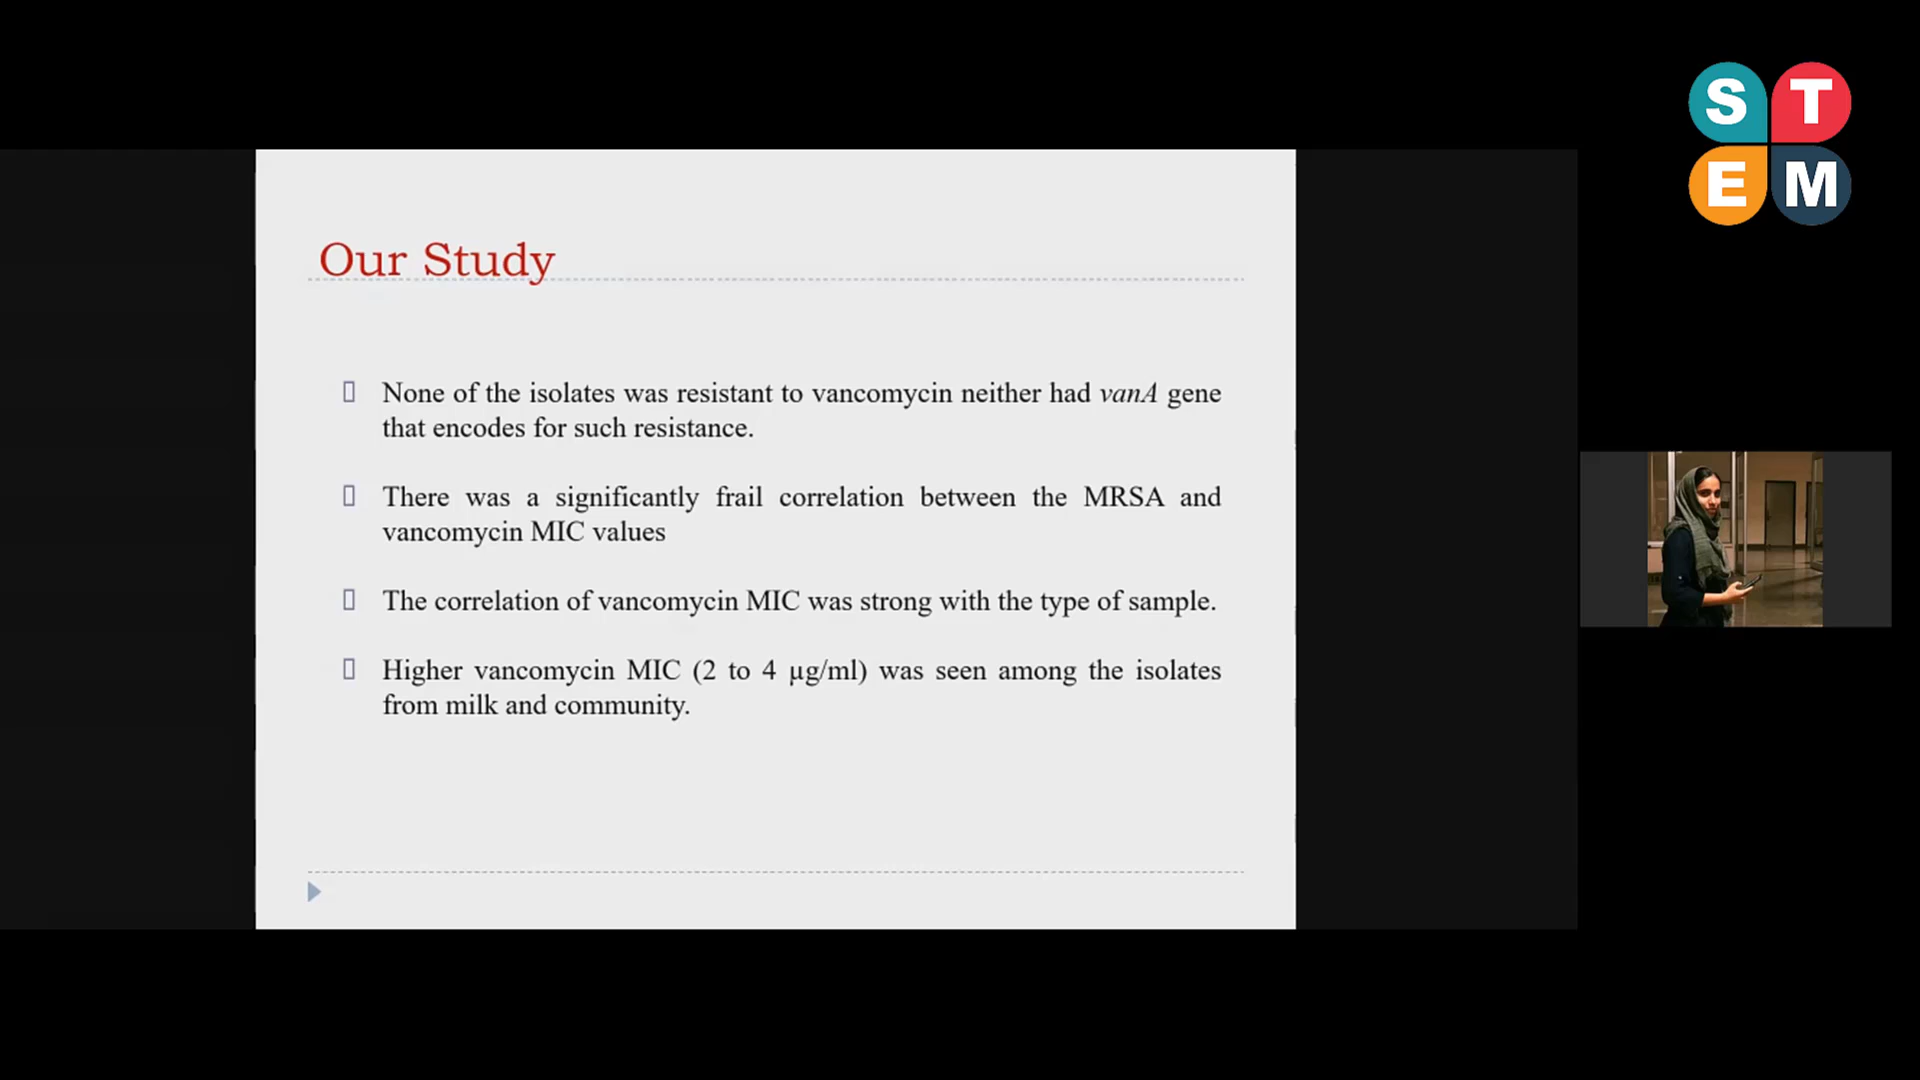 S T
E M
Our Study
None of the isolates was resistant to vancomycin neither had vanA gene
that encodes for such resistance.
There was a significantly frail correlation between the MRSA and
vancomycin MIC values
The correlation of vancomycin MIC was strong with the type of sample.
Higher vancomycin MIC (2 to 4 µg/ml) was seen among the isolates
from milk and community.